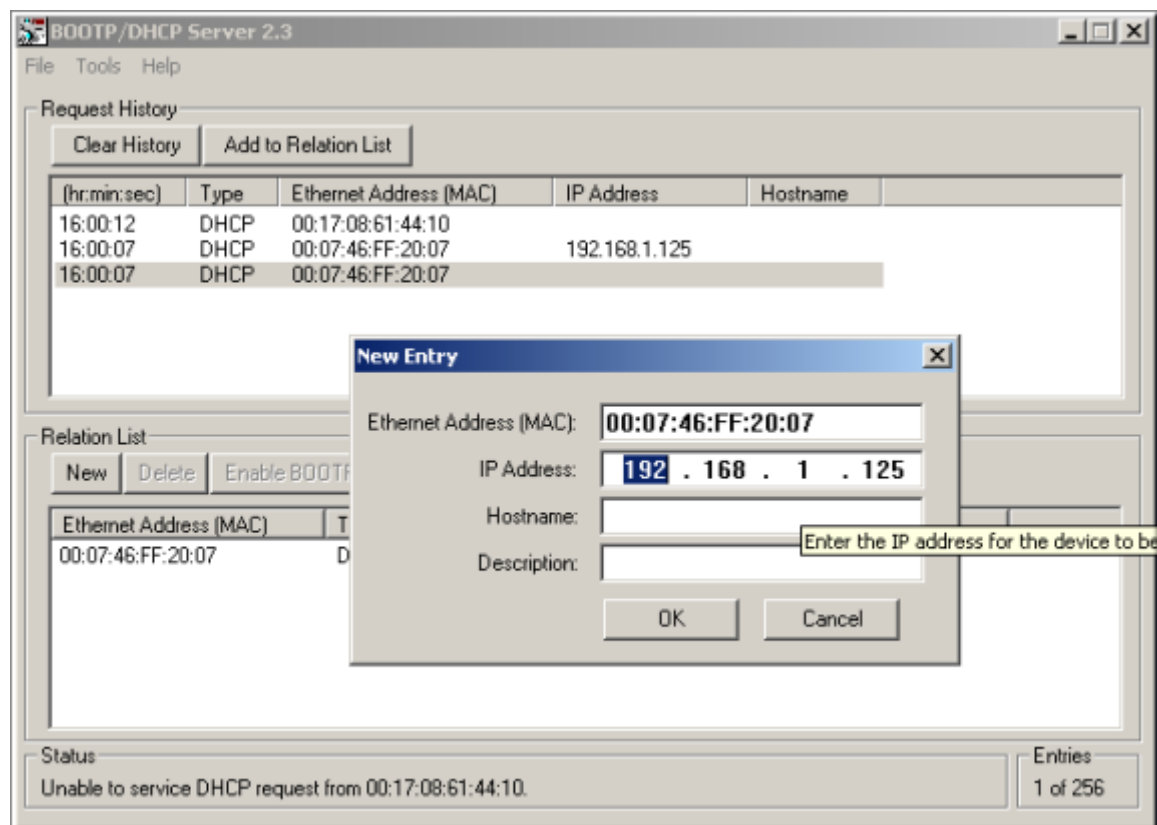 BOOTP/DHCP Server 2.3
File Tools Help
Request History
Clear History Add to Relation List
(hr:min:sec) Type Ethernet Address (MAC) IP Address Hostname
16:00:12 DHCP 00:17:08:61:44:10
16:00:07 DHCP 00:07:46:FF:20:07 192.168.1.125
16:00:07 DHCP 00:07:46:FF:20:07
New Entry
Ethernet Address (MAC): 00:07:46:FF:20:07
IP Address: 192 . 168 . 1 . 125
Hostname:
Enter the IP address for the device to be
Description:
OK Cancel
Relation List
New Delete Enable BOOTP
Ethernet Address (MAC) T
00:07:46:FF:20:07 D
Status
Unable to service DHCP request from 00:17:08:61:44:10.
Entries
1 of 256